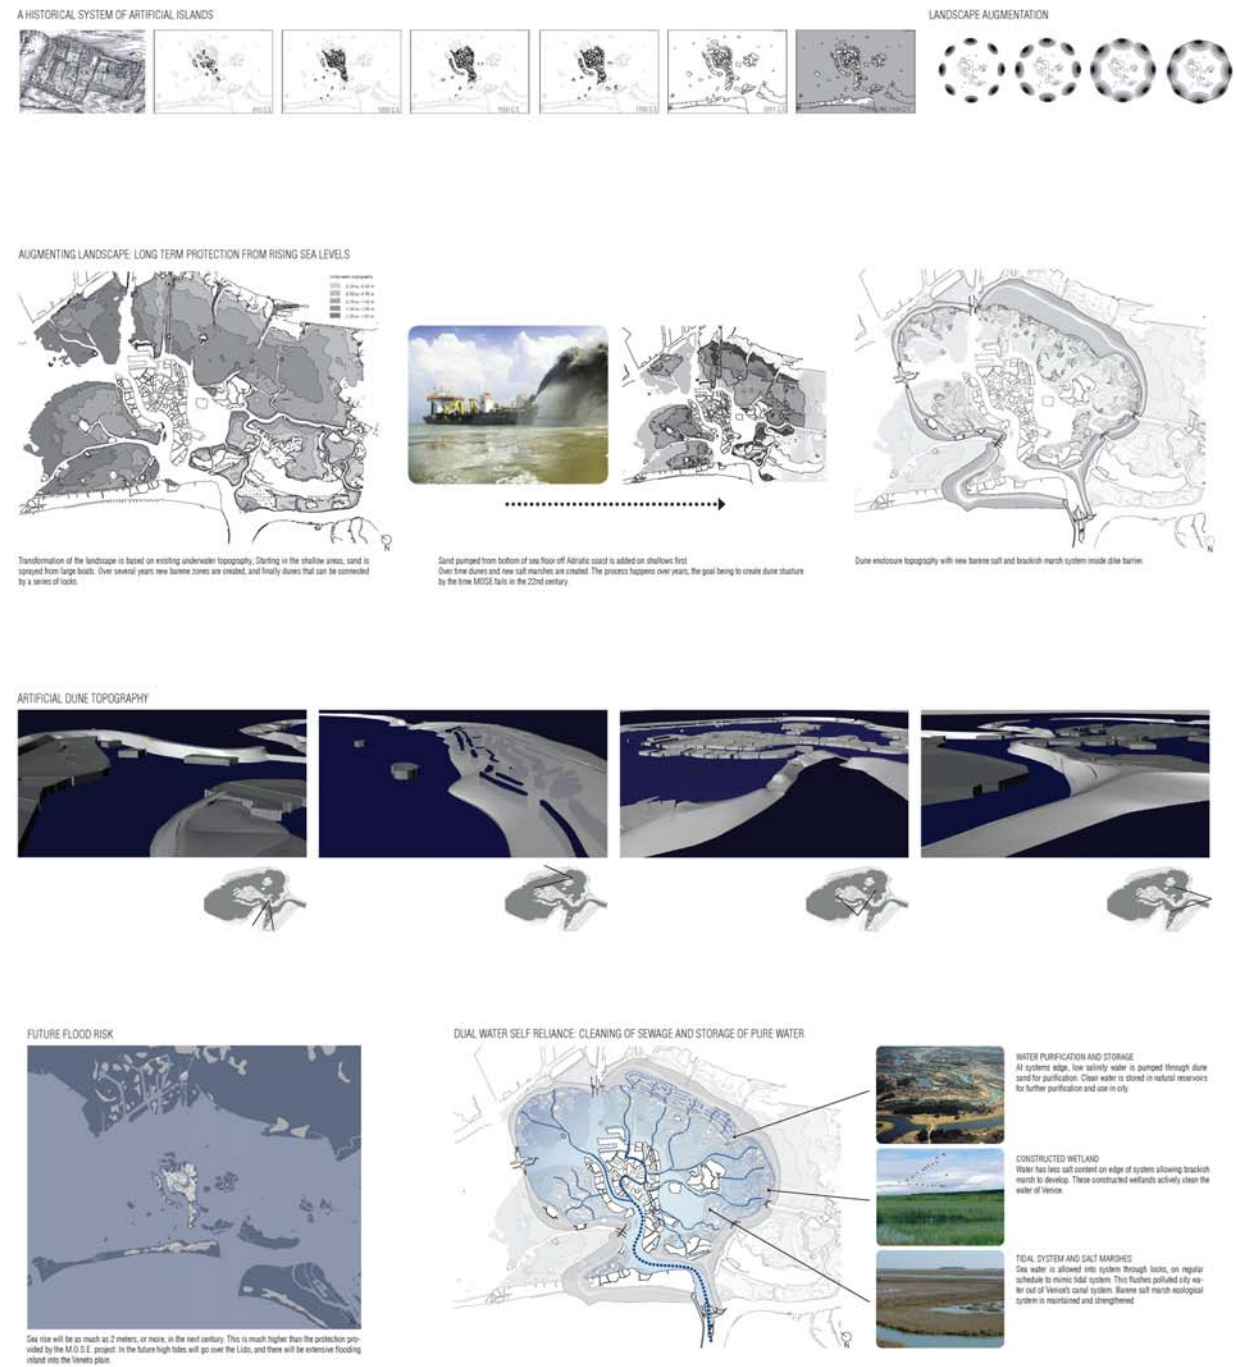 A HISTORICAL SYSTEM OF ARTIFICIAL ISLANDS
LANDSCAPE AUGMENTATION
1500 C.E.
AUGMENTING LANDSCAPE: LONG TERM PROTECTION FROM RISING SEA LEVELS
Transformation of the landscape is based on existing underwater topography, Starting in the shallow areas, sand is
sprayed from large boats. Over several years new barene zones are created, and finally dunes that can be connected
by a series of locks
Sand pumped from bottom of sea floor off Adriatic coast is added on shallows first.
Over time dunes and new salt marshes are created. The process happens over years, the goal being to create dune
by the time MOSE fails in the 22nd century
Dune enclosure topography with new barene salt and brackish marsh system inside dike barrier.
ARTIFICIAL DUNE TOPOGRAPHY
FUTURE FLOOD RISK
Sea rise will be as much as 2 meters, or more, in the next century. This is much higher than the protection pro-
vided by the M.O.S.E. project. In the future high tides will go over the Lido, and there will be extensive flooding
inland into the Veneto plain.
DUAL WATER SELF RELIANCE: CLEANING OF SEWAGE AND STORAGE OF PURE WATER
WATER PURIFICATION AND STORAGE
At systems edge, low salinity water is pumped through dune
sand for purification. Clean water is stored in natural reservoirs
for further purification and use in city.
CONSTRUCTED WETLAND
Water has less salt content on edge of system allowing brackish
marsh to develop. These constructed wetlands actively clean the
water of Venice.
TIDAL SYSTEM AND SALT MARSHES
Sea water is allowed into system through locks, on regular
schedule to mimic tidal system. This flushes polluted city wa-
ter out of Venice's canal system. Barene salt marsh ecological
system is maintained and strengthened